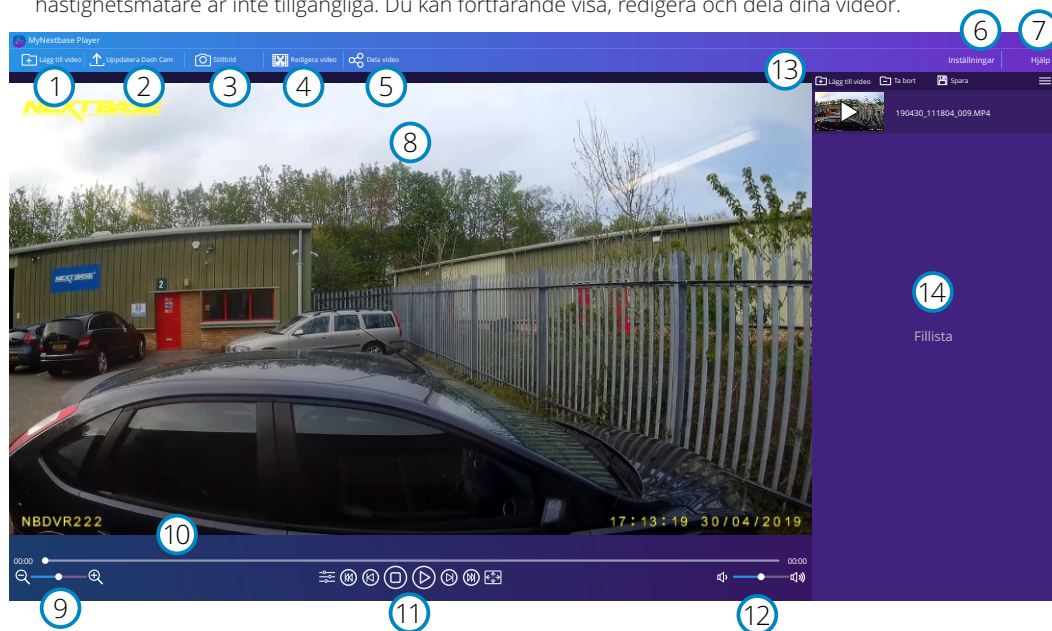 hastighetsmätare är inte tillgängliga. Du kan fortfarande visa, redigera och dela dina videor.
6
7
MyNextbase Player
Lägg till video
Uppdatera Dash Cam
Stillbild
Redigera video
Dela video
Inställningar
Hjälp
1
2
3
4
5
13
Lägg till video
Ta bort
Spara
NEXTBASE
190430_111804_009.MP4
8
NEXTBASE
2
14
Fillista
NBDVR222
17:13:19 30/04/2019
10
00:00
00:00
9
11
12